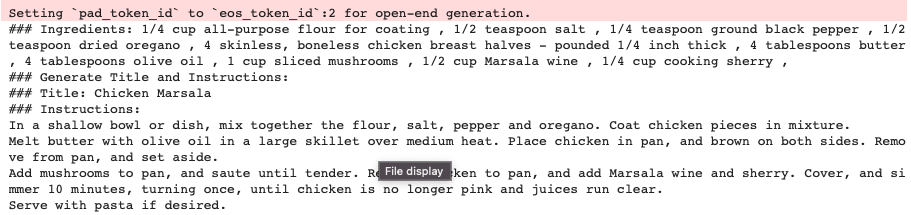 Setting `pad_token_id` to `eos_token_id`:2 for open-end generation.
### Ingredients: 1/4 cup all-purpose flour for coating , 1/2 teaspoon salt , 1/4 teaspoon ground black pepper , 1/2
teaspoon dried oregano , 4 skinless, boneless chicken breast halves - pounded 1/4 inch thick , 4 tablespoons butter
, 4 tablespoons olive oil , 1 cup sliced mushrooms , 1/2 cup Marsala wine , 1/4 cup cooking sherry ,
### Generate Title and Instructions:
### Title: Chicken Marsala
### Instructions:
In a shallow bowl or dish, mix together the flour, salt, pepper and oregano. Coat chicken pieces in mixture.
Melt butter with olive oil in a large skillet over medium heat. Place chicken in pan, and brown on both sides. Remo
ve from pan, and set aside.
Add mushrooms to pan, and saute until tender. Re File display ken to pan, and add Marsala wine and sherry. Cover, and si
mmer 10 minutes, turning once, until chicken is no longer pink and juices run clear.
Serve with pasta if desired.